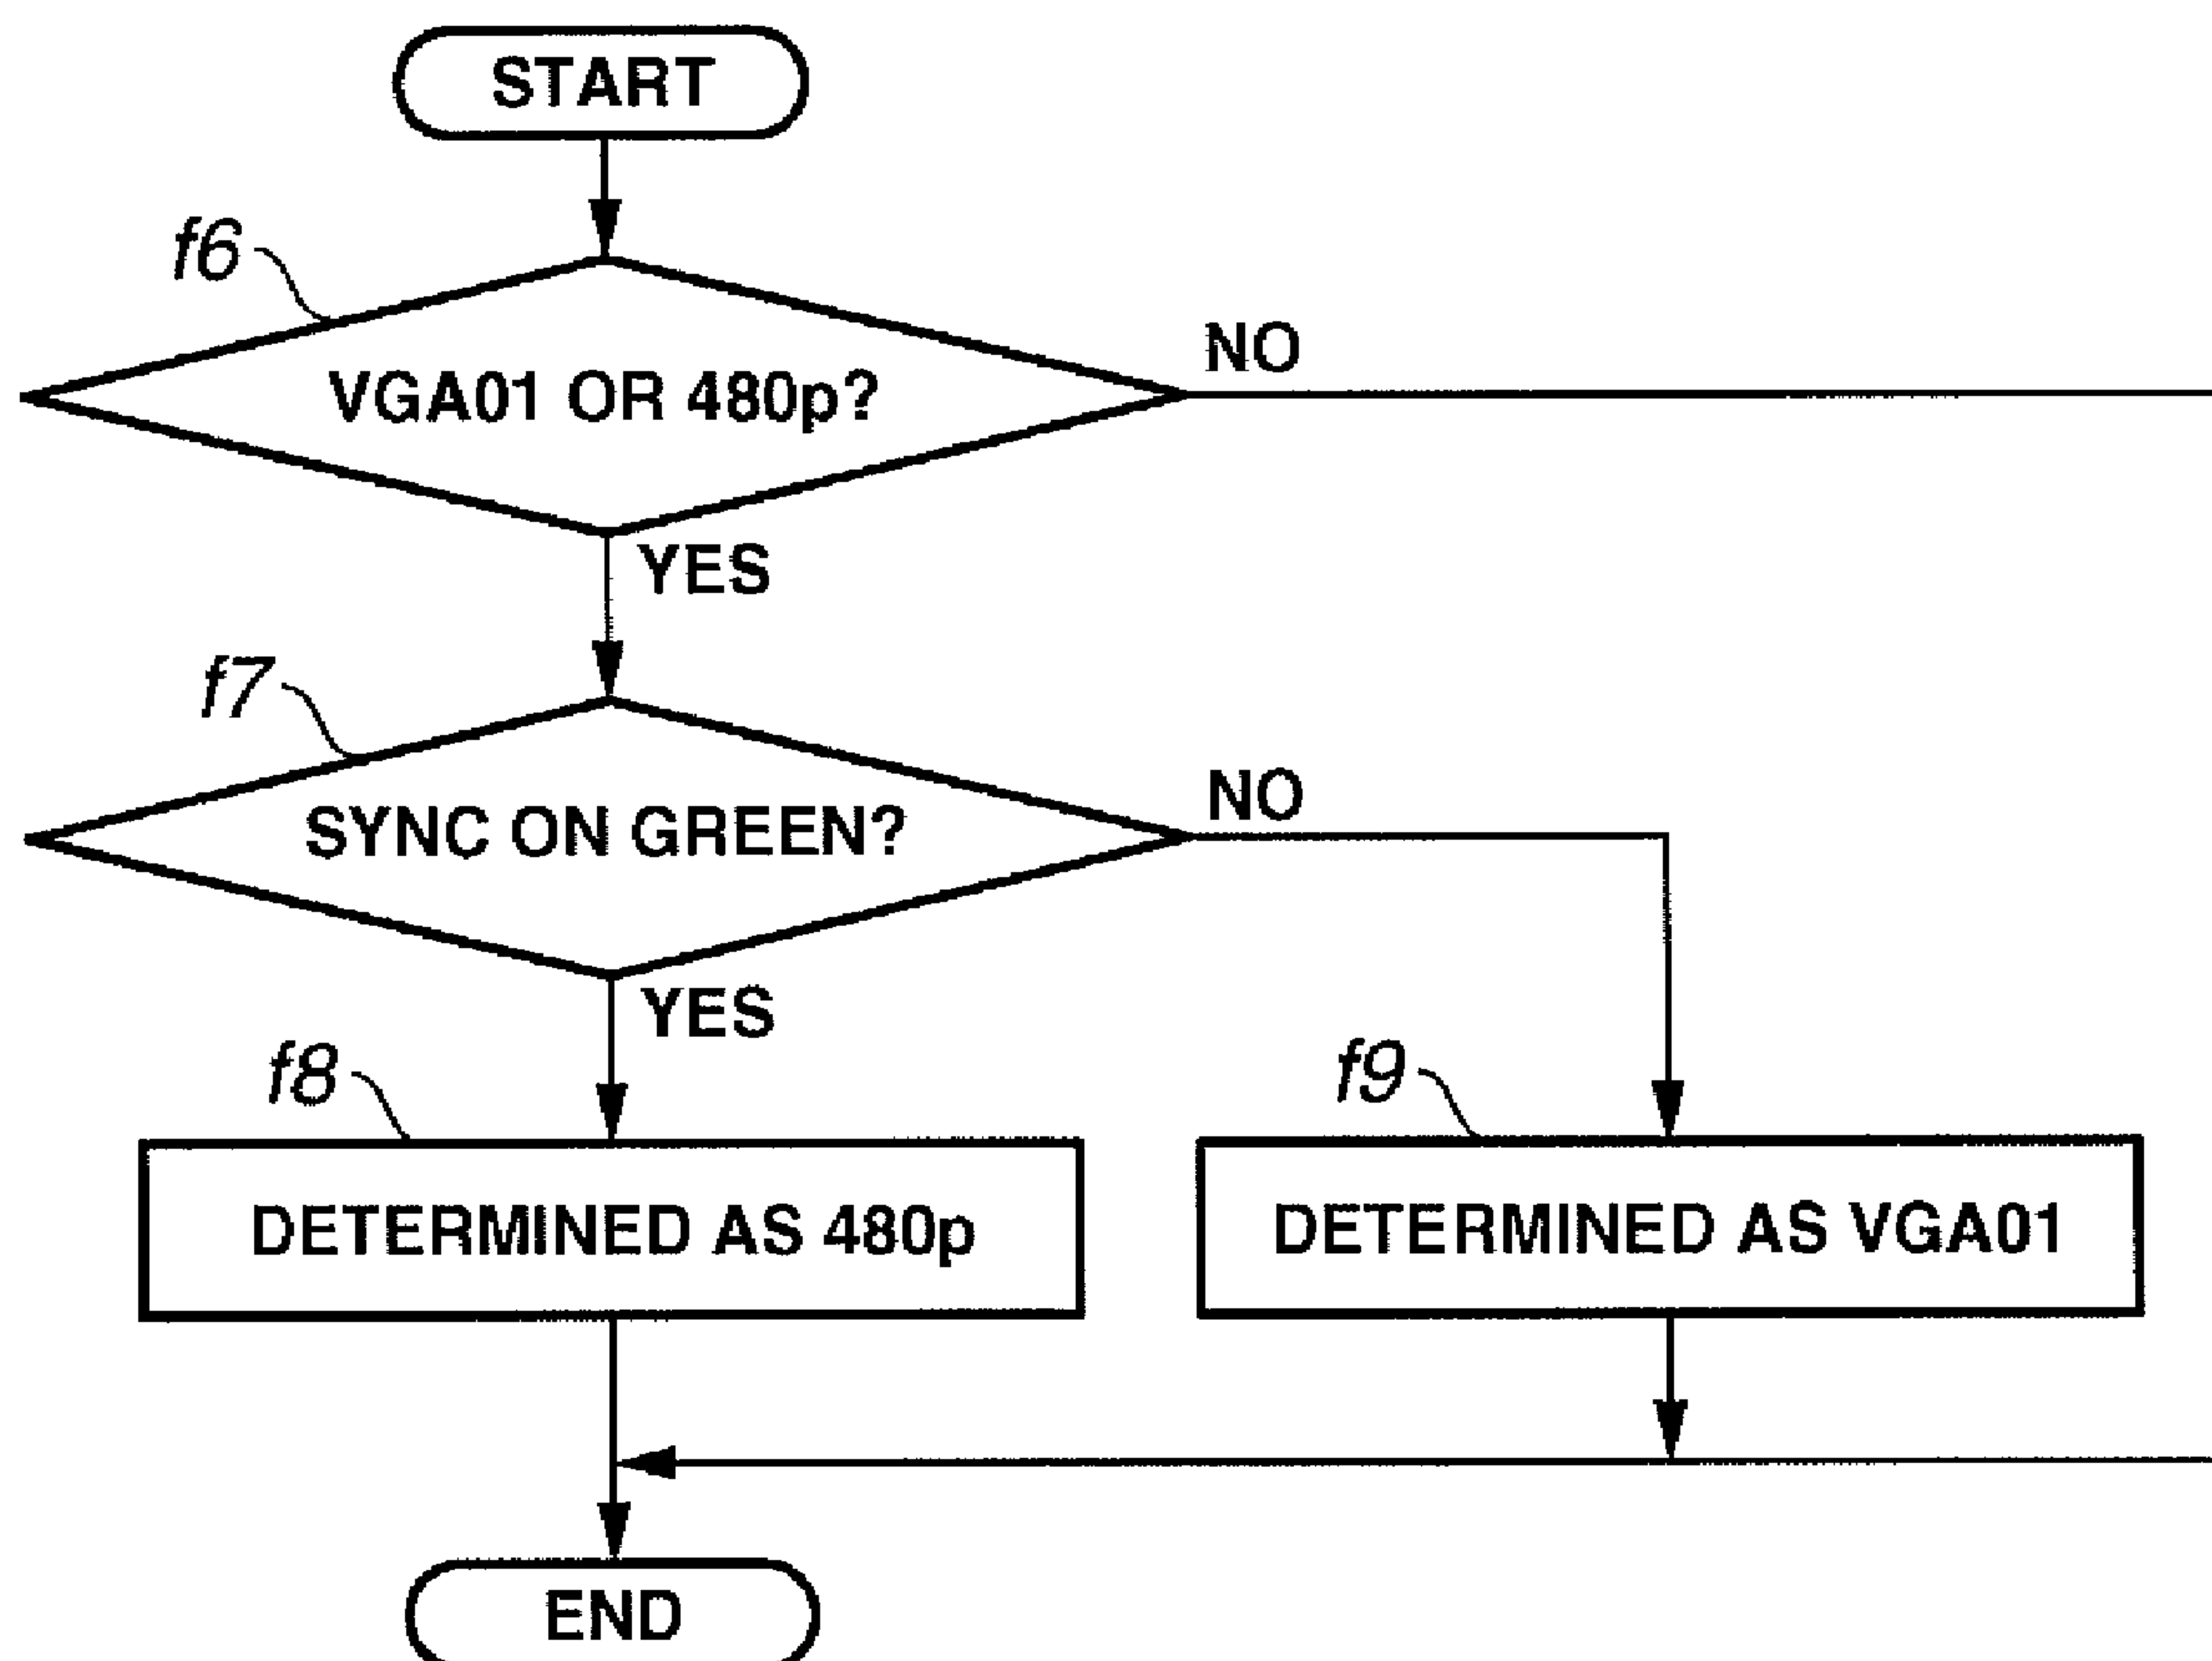 START
f6
VGA01 OR 480p?
NO
YES
f7
SYNC ON GREEN?
NO
YES
f8
f9
DETERMINED AS 480p
DETERMINED AS VGA01
END